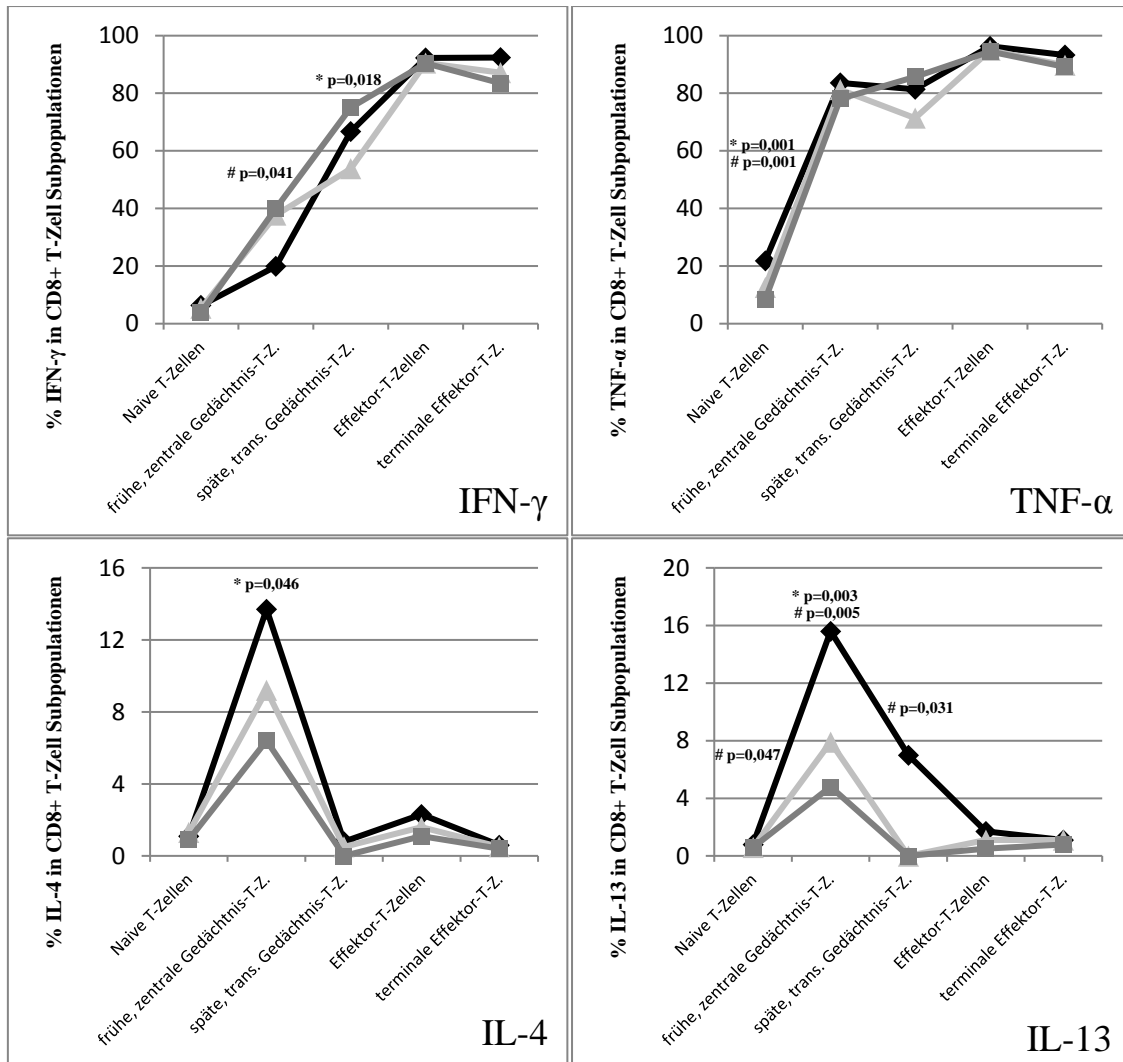 % IFN-γ in CD8+ T-Zell Subpopulationen
100
80
60
40
20
0
* p=0,018
# p=0,041
Naive T-Zellen
frühe, zentrale Gedächtnis-T-Z.
späte, trans. Gedächtnis-T-Z.
Effektor-T-Zellen
terminale Effektor-T-Z.
IFN-γ
% TNF-α in CD8+ T-Zell Subpopulationen
100
80
60
40
20
0
* p=0,001
# p=0,001
Naive T-Zellen
frühe, zentrale Gedächtnis-T-Z.
späte, trans. Gedächtnis-T-Z.
Effektor-T-Zellen
terminale Effektor-T-Z.
TNF-α
% IL-4 in CD8+ T-Zell Subpopulationen
16
12
8
4
0
* p=0,046
Naive T-Zellen
frühe, zentrale Gedächtnis-T-Z.
späte, trans. Gedächtnis-T-Z.
Effektor-T-Zellen
terminale Effektor-T-Z.
IL-4
% IL-13 in CD8+ T-Zell Subpopulationen
20
16
12
8
4
0
* p=0,003
# p=0,005
# p=0,031
# p=0,047
Naive T-Zellen
frühe, zentrale Gedächtnis-T-Z.
späte, trans. Gedächtnis-T-Z.
Effektor-T-Zellen
terminale Effektor-T-Z.
IL-13